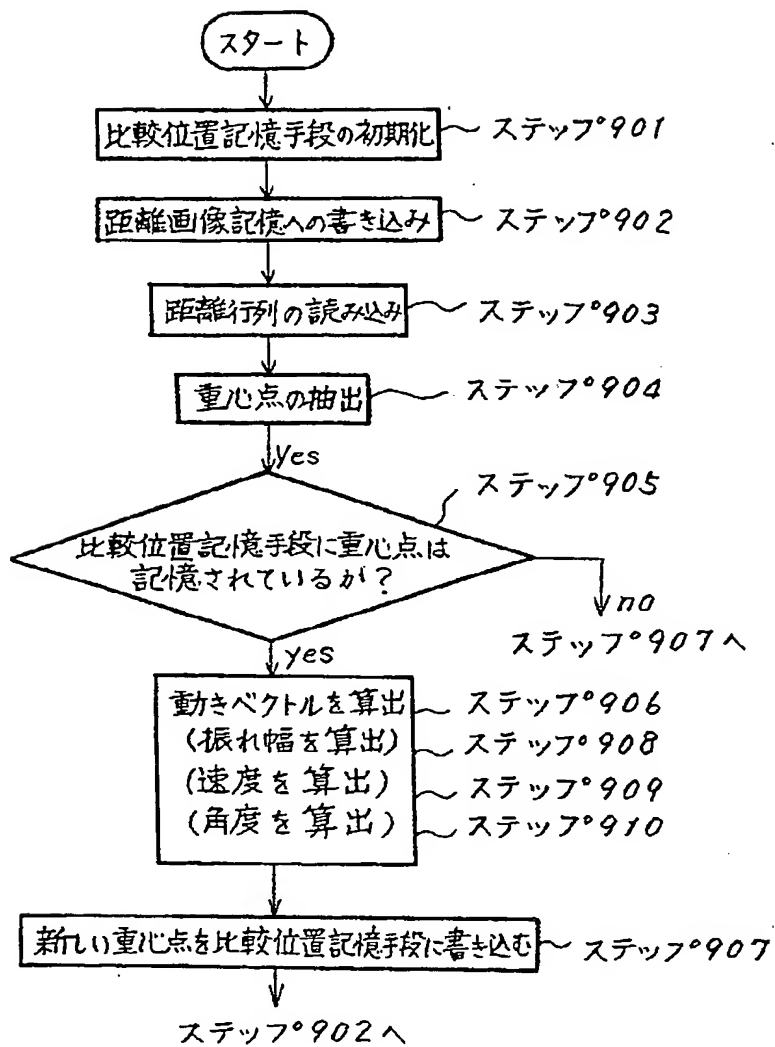 スタート
比較位置記憶手段の初期化 ステップ901
距離画像記憶への書き込み ステップ902
距離行列の読み込み ステップ903
重心点の抽出 ステップ904
yes
ステップ905
比較位置記憶手段に重心点は
記憶されているが？
no
ステップ907へ
yes
動きベクトルを算出 ステップ906
(振れ幅を算出) ステップ908
(速度を算出) ステップ909
(角度を算出) ステップ910
新しい重心点を比較位置記憶手段に書き込む ステップ907
ステップ902へ